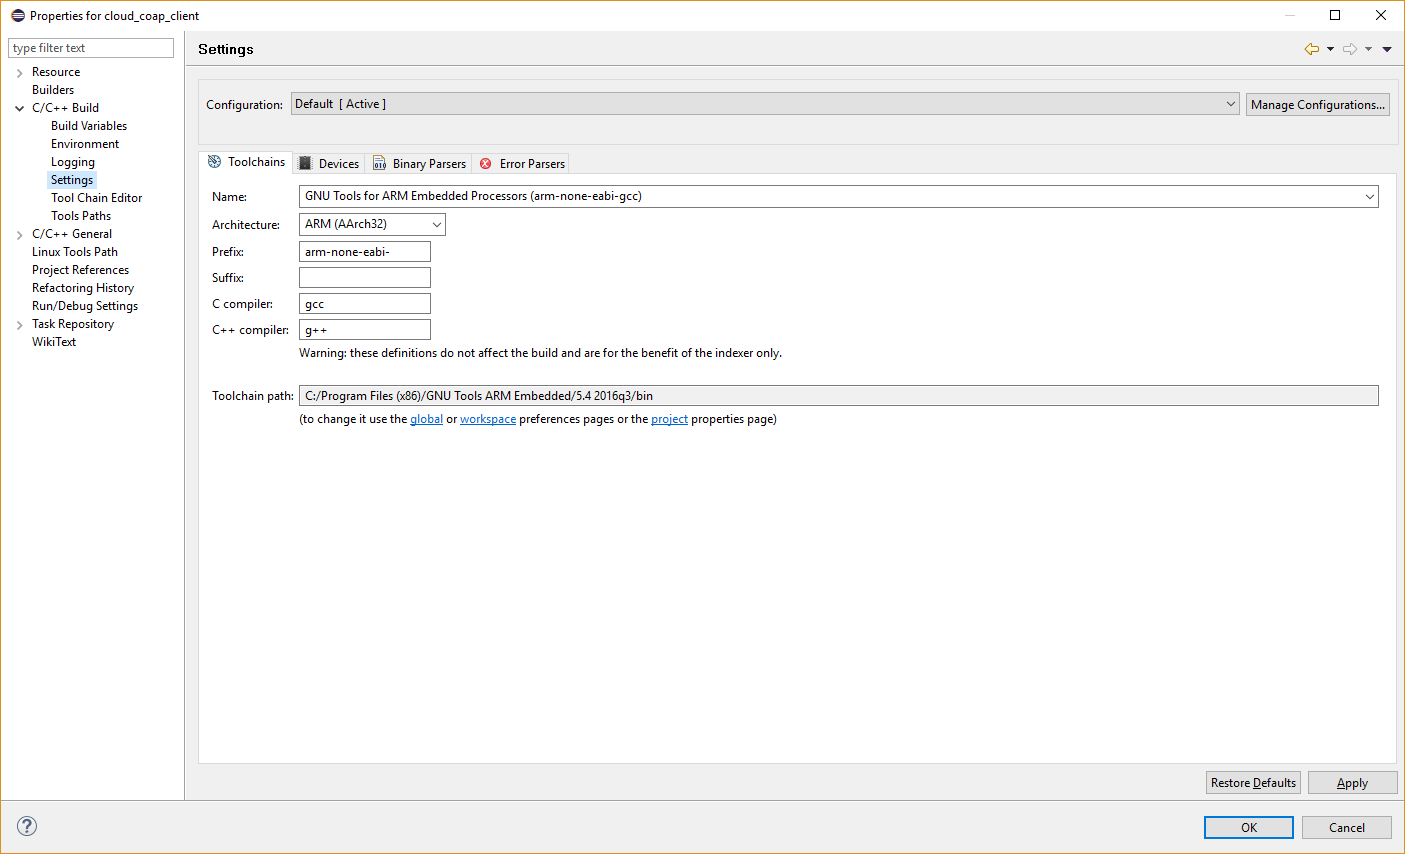 Properties for cloud_coap_client
type filter text
Resource
Builders
C/C++ Build
Build Variables
Environment
Logging
Settings
Tool Chain Editor
Tools Paths
C/C++ General
Linux Tools Path
Project References
Refactoring History
Run/Debug Settings
Task Repository
WikiText
Settings
Configuration: Default [ Active ] Manage Configurations...
Toolchains Devices Binary Parsers Error Parsers
Name: GNU Tools for ARM Embedded Processors (arm-none-eabi-gcc)
Architecture: ARM (AArch32)
Prefix: arm-none-eabi-
Suffix:
C compiler: gcc
C++ compiler: g++
Warning: these definitions do not affect the build and are for the benefit of the indexer only.
Toolchain path: C:/Program Files (x86)/GNU Tools ARM Embedded/5.4 2016q3/bin
(to change it use the global or workspace preferences pages or the project properties page)
Restore Defaults Apply
? OK Cancel